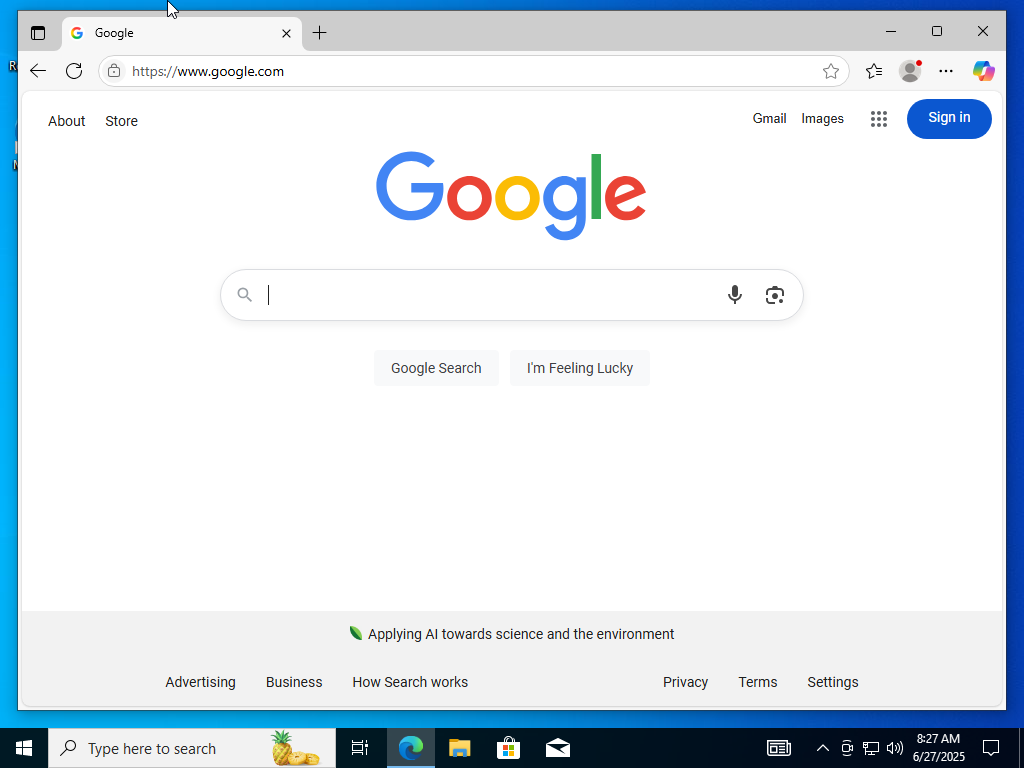 Google
https://www.google.com
About
Store
Gmail
Images
Sign in
Google
Google Search
I'm Feeling Lucky
Applying AI towards science and the environment
Advertising
Business
How Search works
Privacy
Terms
Settings
Type here to search
8:27 AM
6/27/2025